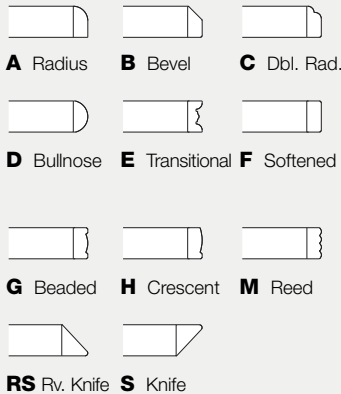 A Radius B Bevel C Dbl. Rad.
D Bullnose E Transitional F Softened
G Beaded H Crescent M Reed
RS Rv. Knife S Knife